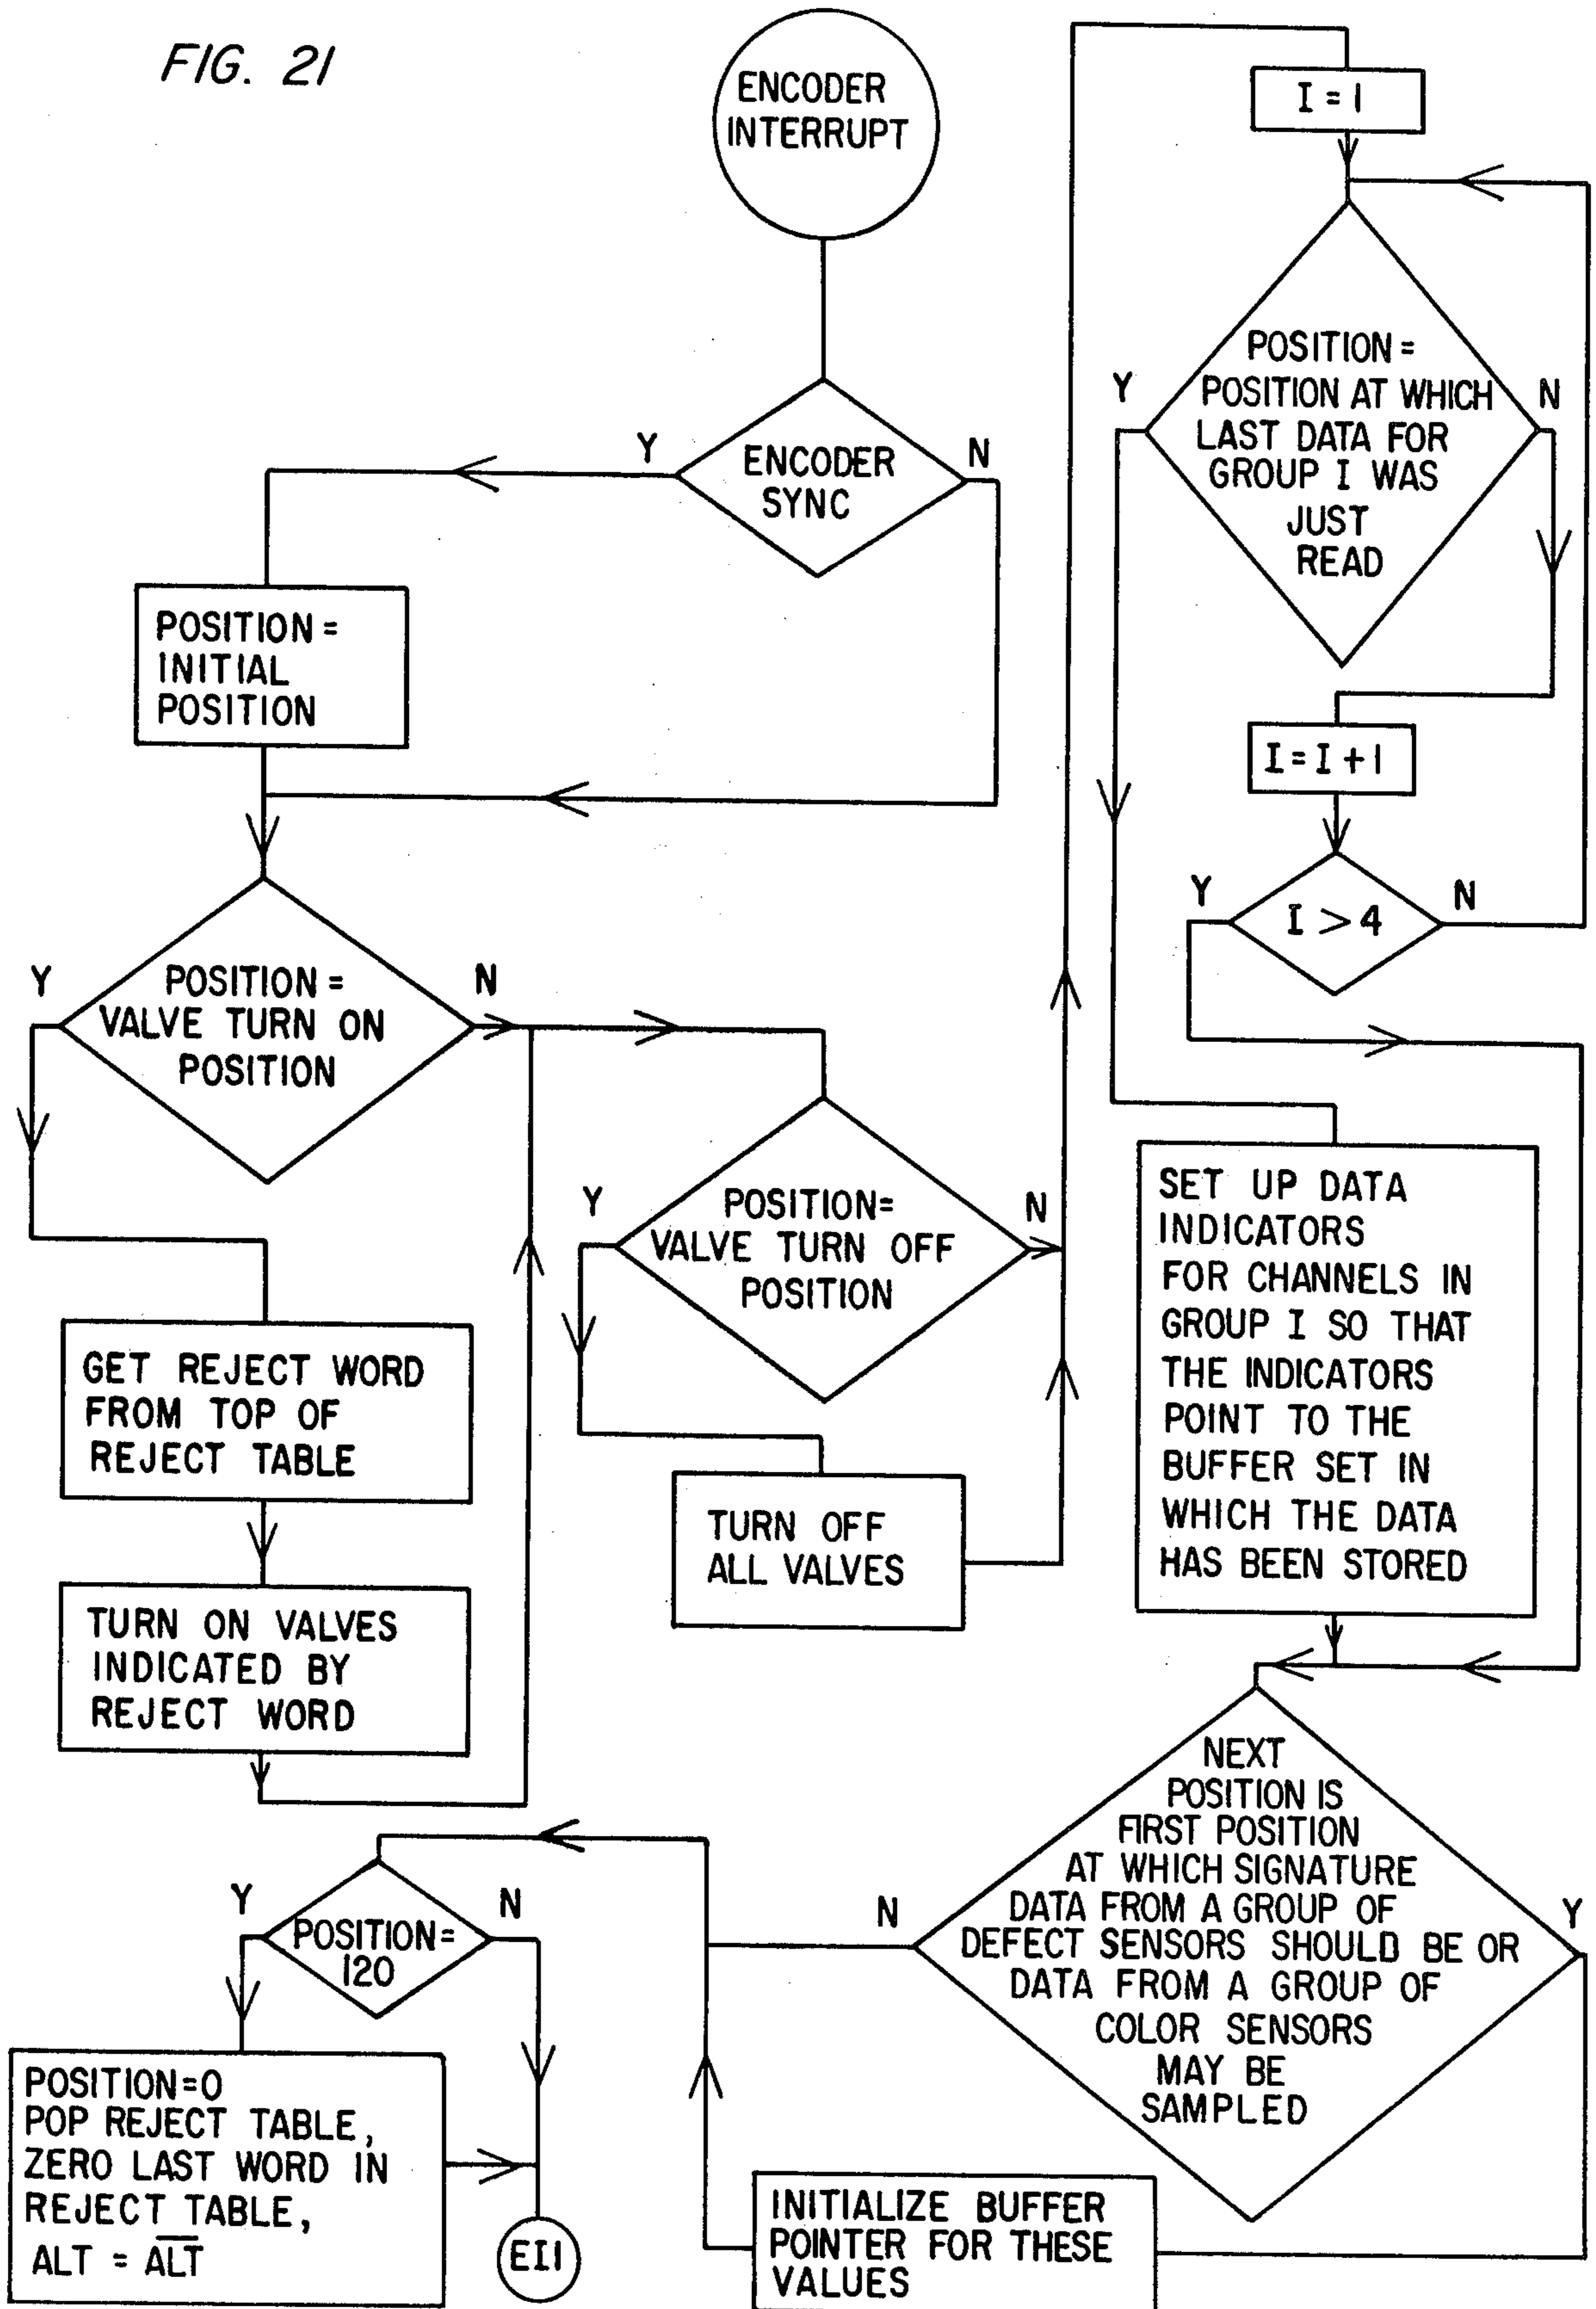 FIG. 21
ENCODER
INTERRUPT
ENCODER
SYNC
Y
N
POSITION =
INITIAL
POSITION
POSITION =
VALVE TURN ON
POSITION
Y
N
GET REJECT WORD
FROM TOP OF
REJECT TABLE
TURN ON VALVES
INDICATED BY
REJECT WORD
POSITION=
VALVE TURN OFF
POSITION
Y
N
TURN OFF
ALL VALVES
I = 1
POSITION =
POSITION AT WHICH
LAST DATA FOR
GROUP I WAS
JUST
READ
Y
N
I = I + 1
I > 4
Y
N
SET UP DATA
INDICATORS
FOR CHANNELS IN
GROUP I SO THAT
THE INDICATORS
POINT TO THE
BUFFER SET IN
WHICH THE DATA
HAS BEEN STORED
NEXT
POSITION IS
FIRST POSITION
AT WHICH SIGNATURE
DATA FROM A GROUP OF
DEFECT SENSORS SHOULD BE OR
DATA FROM A GROUP OF
COLOR SENSORS
MAY BE
SAMPLED
N
Y
INITIALIZE BUFFER
POINTER FOR THESE
VALUES
POSITION=
120
Y
N
POSITION=0
POP REJECT TABLE,
ZERO LAST WORD IN
REJECT TABLE,
ALT = A̅L̅T̅
EI1